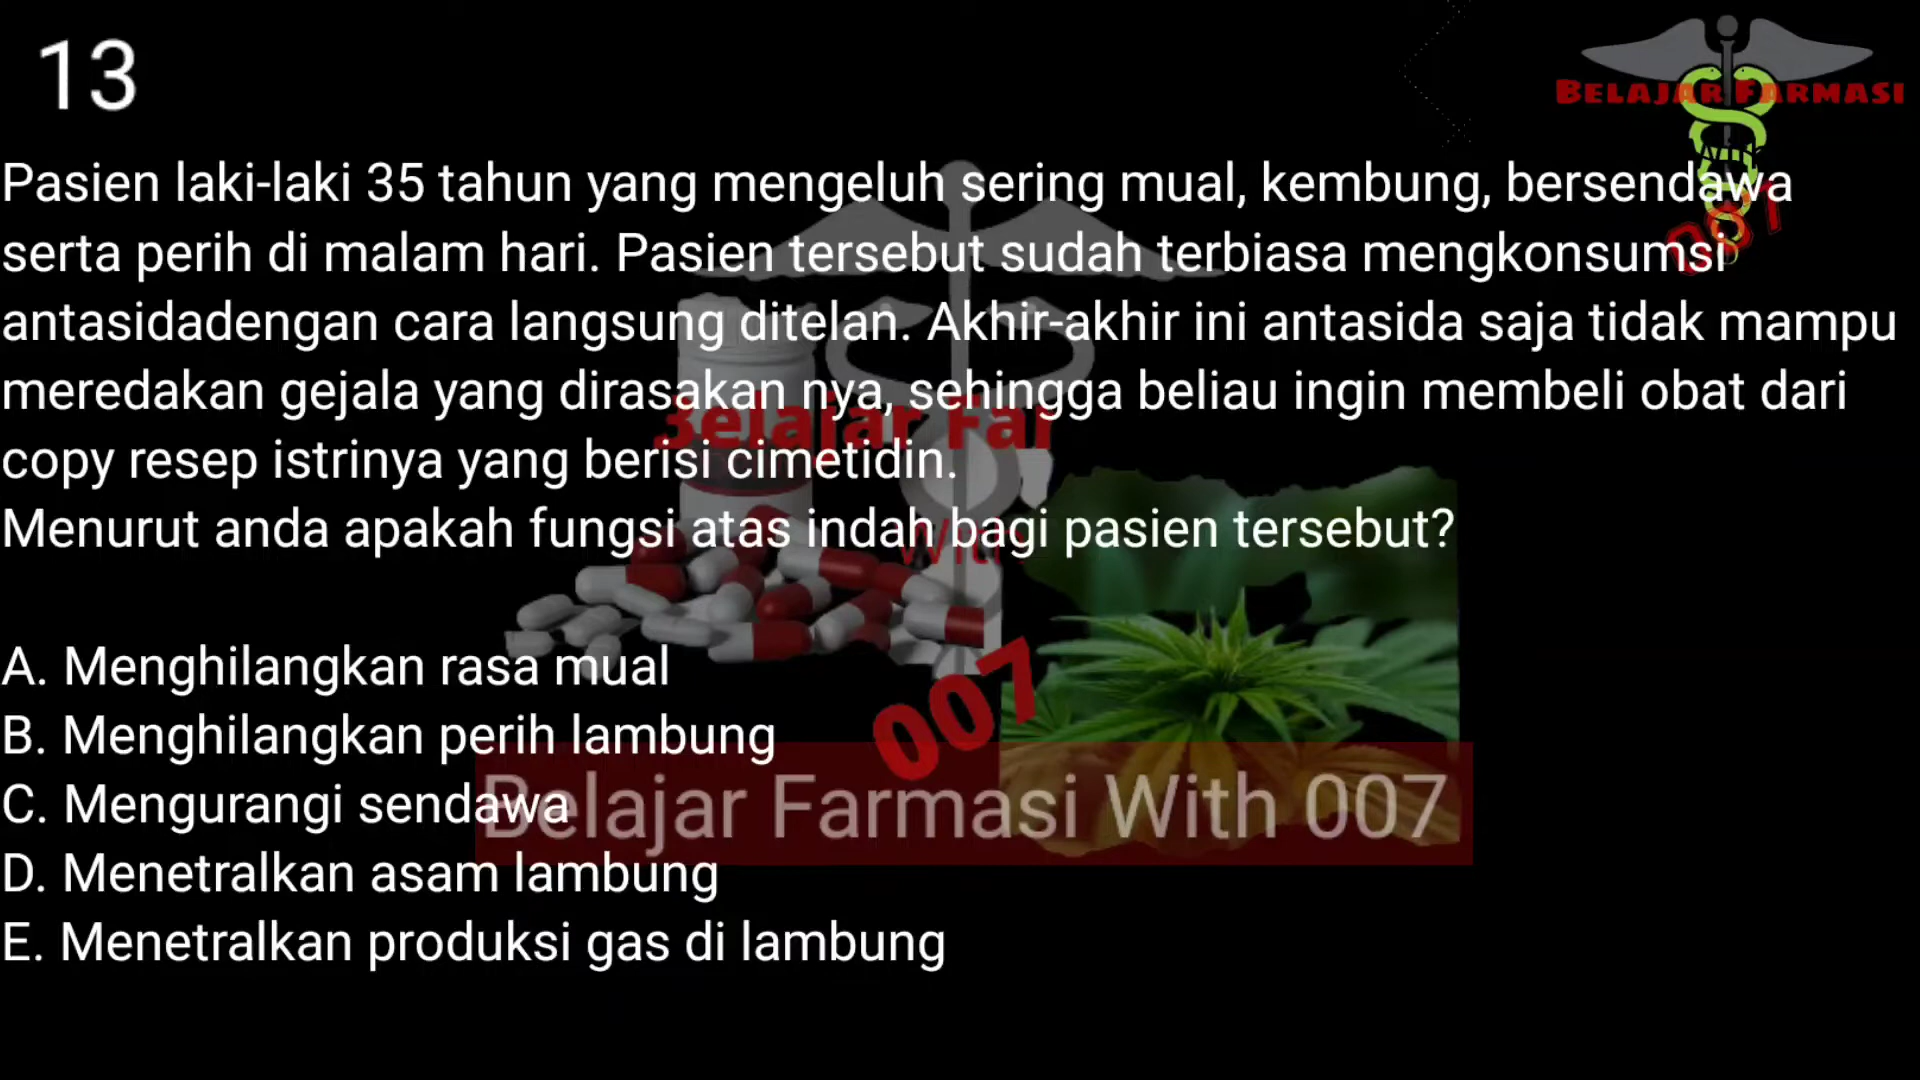 13
BELAJAR FARMASI
007
Pasien laki-laki 35 tahun yang mengeluh sering mual, kembung, bersendawa
serta perih di malam hari. Pasien tersebut sudah terbiasa mengkonsumsi
antasidadengan cara langsung ditelan. Akhir-akhir ini antasida saja tidak mampu
meredakan gejala yang dirasakan nya, sehingga beliau ingin membeli obat dari
Belajar Far
copy resep istrinya yang berisi cimetidin.
Menurut anda apakah fungsi atas indah bagi pasien tersebut?
With
A. Menghilangkan rasa mual
007
B. Menghilangkan perih lambung
C. Mengurangi sendawa
Belajar Farmasi With 007
D. Menetralkan asam lambung
E. Menetralkan produksi gas di lambung